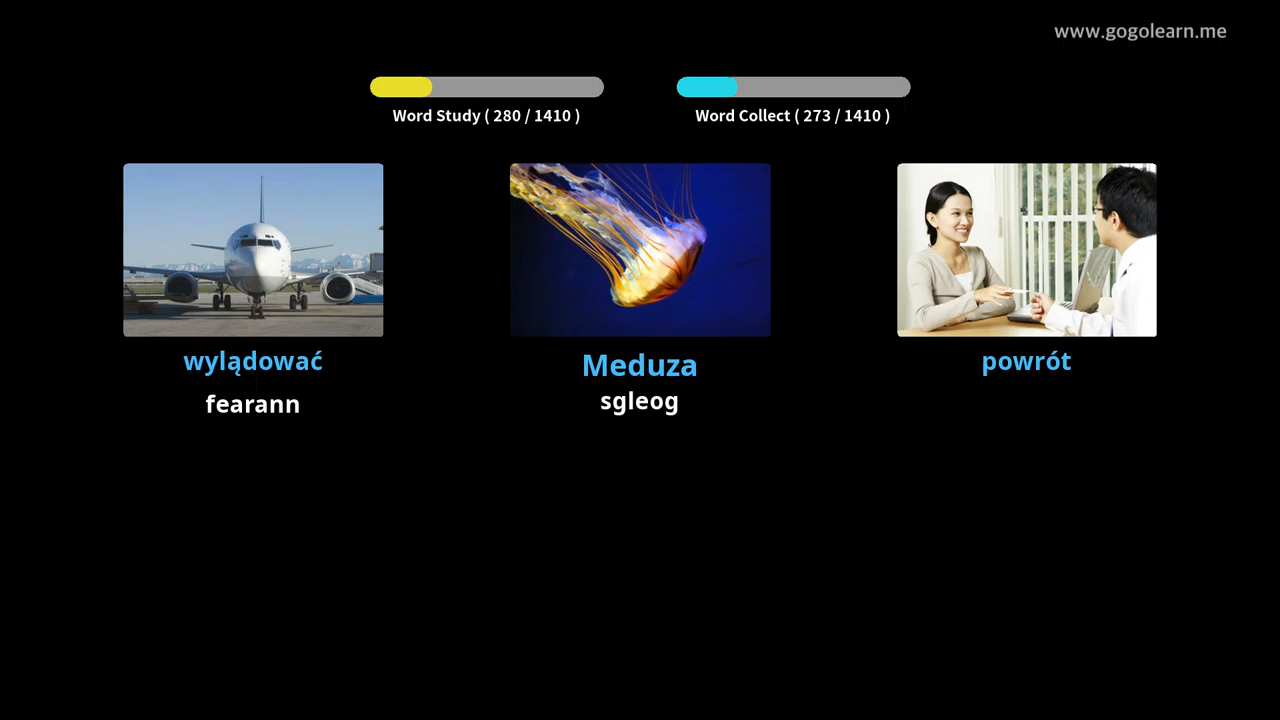 www.gogolearn.me
Word Study ( 280 / 1410 )
Word Collect ( 273 / 1410 )
wylądować
Meduza
powrót
fearann
sgleog